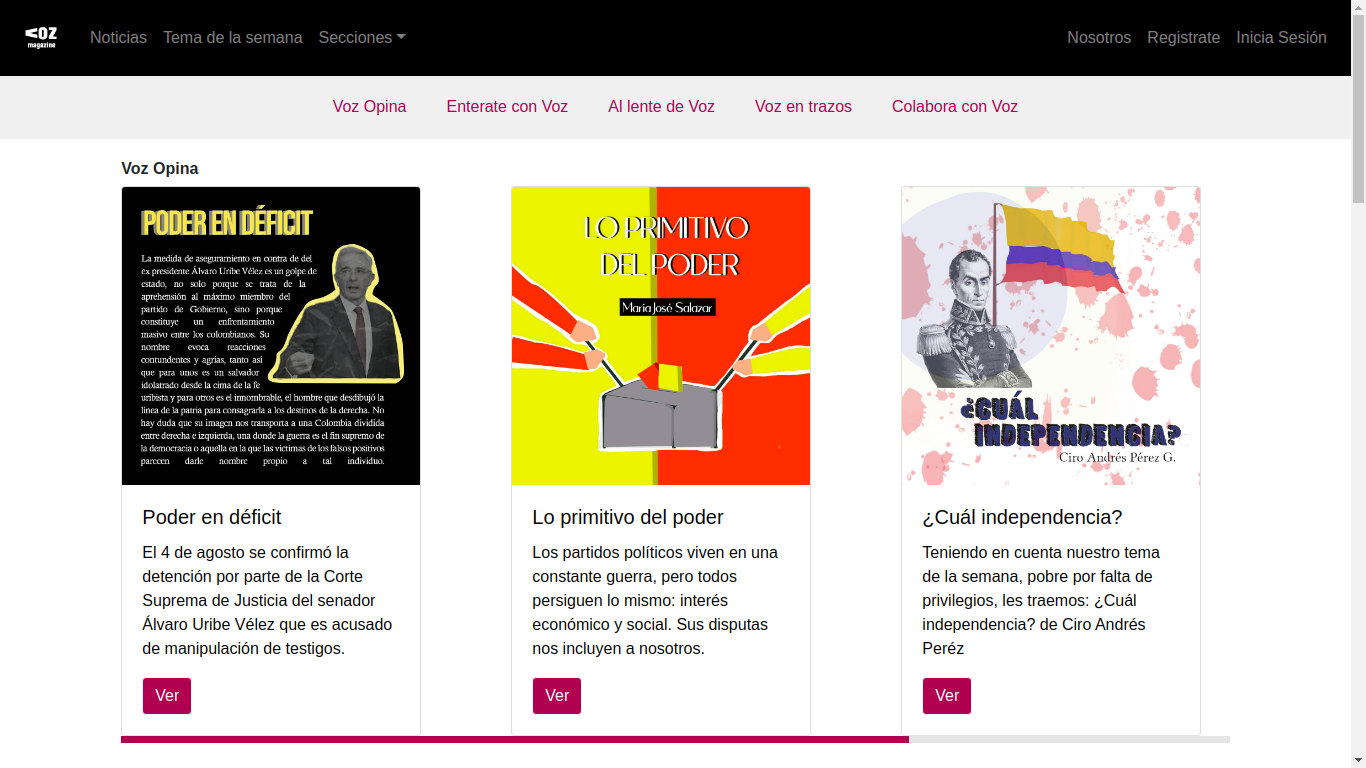 VOZ
magazine
Noticias
Tema de la semana
Secciones
Nosotros
Registrate
Inicia Sesión
Voz Opina
Enterate con Voz
Al lente de Voz
Voz en trazos
Colabora con Voz
Voz Opina
PODER EN DÉFICIT
La medida de aseguramiento en contra de del
ex presidente Álvaro Uribe Vélez es un golpe de
estado, no solo porque se trata de la
aprehensión al máximo miembro del
partido de Gobierno, sino porque
constituye un enfrentamiento
masivo entre los colombianos. Su
nombre evoca reacciones
contundentes y agrias, tanto así
que para unos es un salvador
idolatrado desde la cima de la fe
uribista y para otros es el innombrable, el hombre que desdibujó la
línea de la patria para consagrarla a los destinos de la derecha. No
hay duda que su imagen nos transporta a una Colombia dividida
entre derecha e izquierda, una donde la guerra es el fin supremo de
la democracia o aquella en la que las víctimas de los falsos positivos
parecen darle nombre propio a tal individuo.
Poder en déficit
El 4 de agosto se confirmó la
detención por parte de la Corte
Suprema de Justicia del senador
Álvaro Uribe Vélez que es acusado
de manipulación de testigos.
Ver
LO PRIMITIVO
DEL PODER
María José Salazar
Lo primitivo del poder
Los partidos políticos viven en una
constante guerra, pero todos
persiguen lo mismo: interés
económico y social. Sus disputas
nos incluyen a nosotros.
Ver
¿CUÁL
INDEPENDENCIA?
Ciro Andrés Pérez G.
¿Cuál independencia?
Teniendo en cuenta nuestro tema
de la semana, pobre por falta de
privilegios, les traemos: ¿Cuál
independencia? de Ciro Andrés
Peréz
Ver